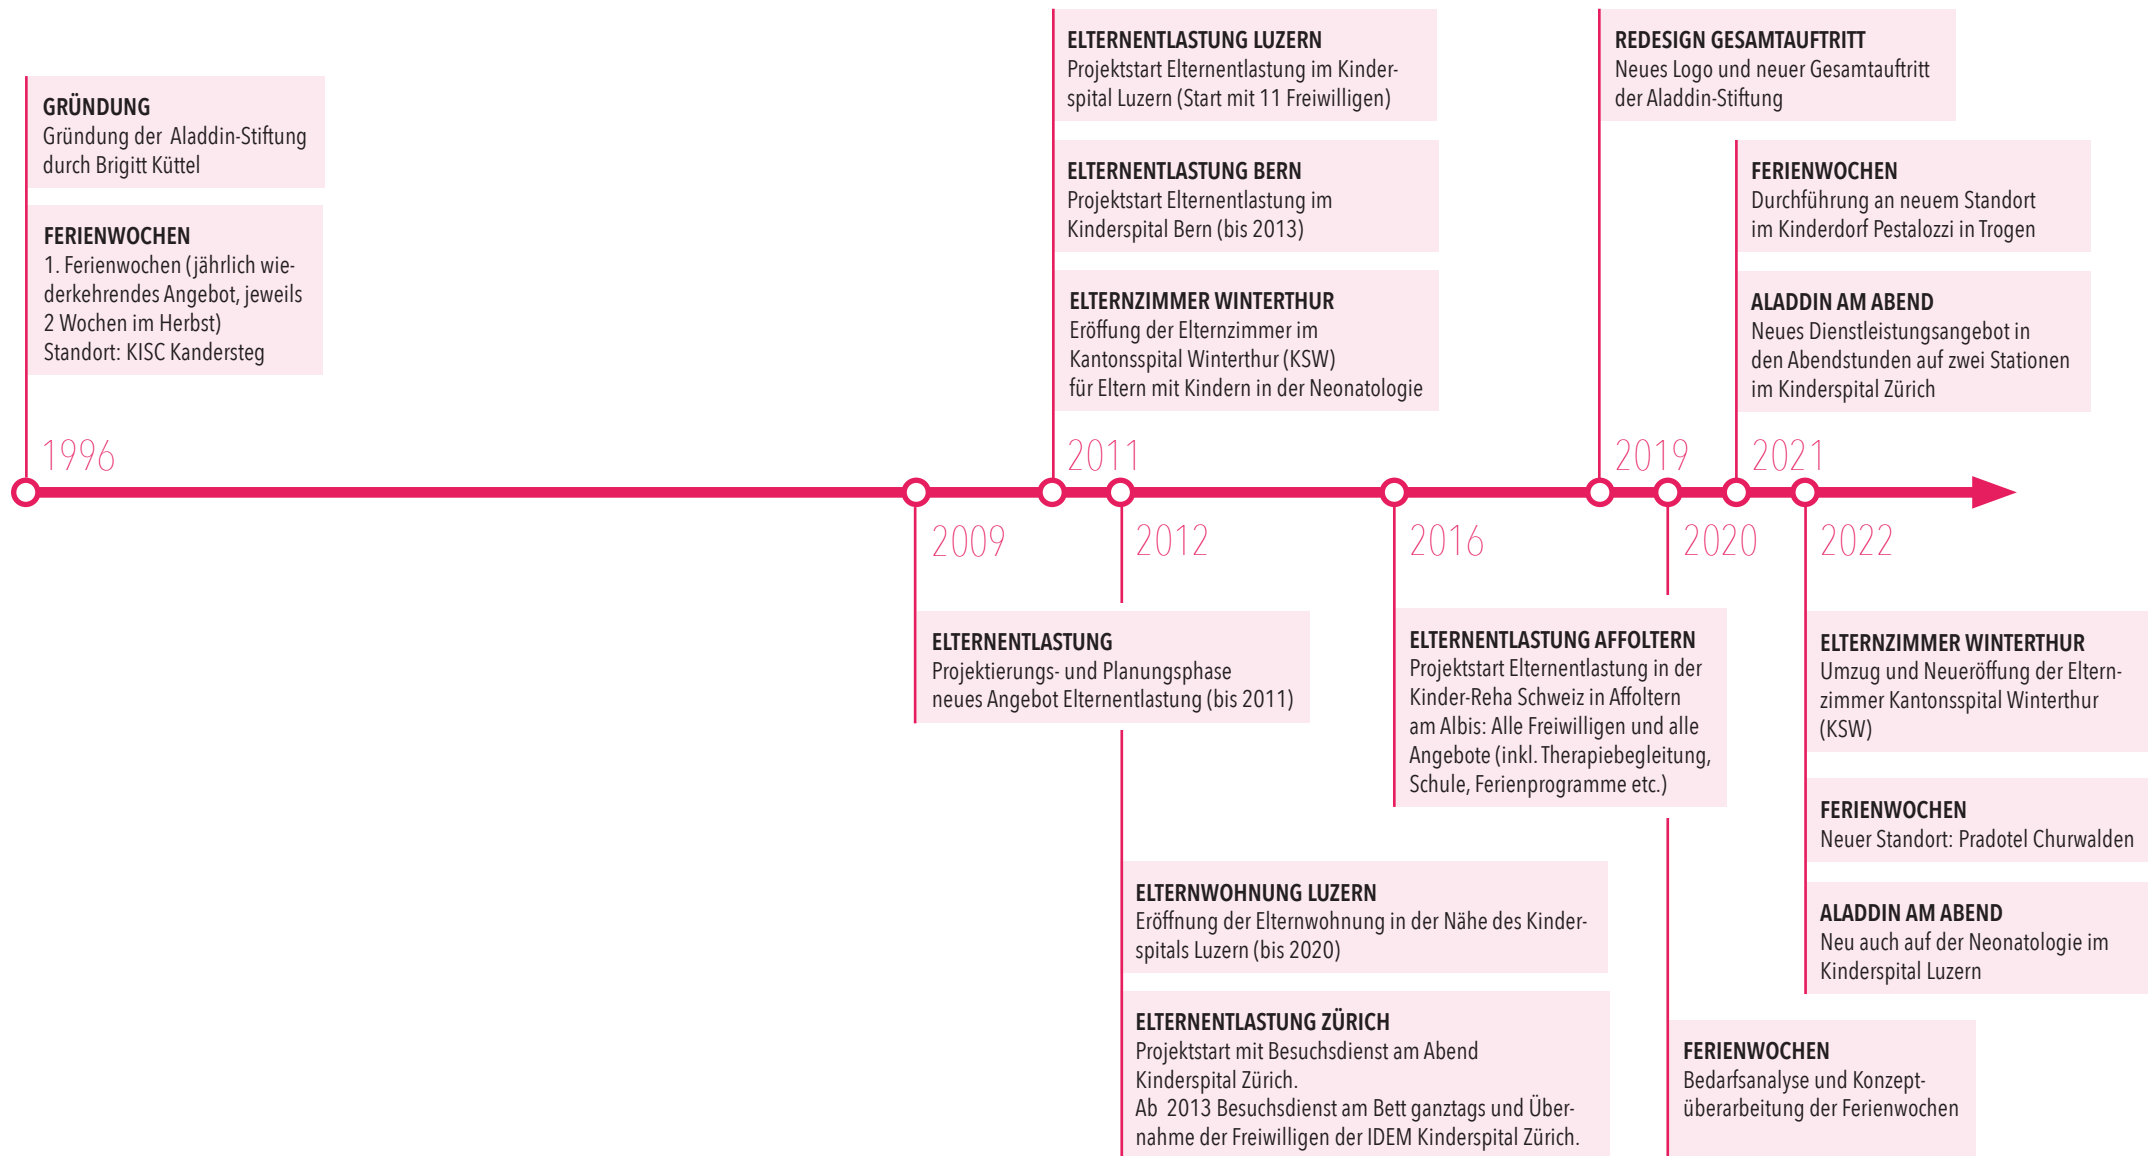 GRÜNDUNG
Gründung der Aladdin-Stiftung
durch Brigitt Küttel
FERIENWOCHEN
1. Ferienwochen (jährlich wie-
derkehrendes Angebot, jeweils
2 Wochen im Herbst)
Standort: KISC Kandersteg
1996
2009
ELTERNENTLASTUNG
Projektierungs- und Planungsphase
neues Angebot Elternentlastung (bis 2011)
ELTERNENTLASTUNG LUZERN
Projektstart Elternentlastung im Kinder-
spital Luzern (Start mit 11 Freiwilligen)
ELTERNENTLASTUNG BERN
Projektstart Elternentlastung im
Kinderspital Bern (bis 2013)
ELTERNZIMMER WINTERTHUR
Eröffung der Elternzimmer im
Kantonsspital Winterthur (KSW)
für Eltern mit Kindern in der Neonatologie
2011
2012
ELTERNWOHNUNG LUZERN
Eröffnung der Elternwohnung in der Nähe des Kinder-
spitals Luzern (bis 2020)
ELTERNENTLASTUNG ZÜRICH
Projektstart mit Besuchsdienst am Abend
Kinderspital Zürich.
Ab 2013 Besuchsdienst am Bett ganztags und Über-
nahme der Freiwilligen der IDEM Kinderspital Zürich.
2016
ELTERNENTLASTUNG AFFOLTERN
Projektstart Elternentlastung in der
Kinder-Reha Schweiz in Affoltern
am Albis: Alle Freiwilligen und alle
Angebote (inkl. Therapiebegleitung,
Schule, Ferienprogramme etc.)
REDESIGN GESAMTAUFTRITT
Neues Logo und neuer Gesamtauftritt
der Aladdin-Stiftung
2019
2020
FERIENWOCHEN
Bedarfsanalyse und Konzept-
überarbeitung der Ferienwochen
FERIENWOCHEN
Durchführung an neuem Standort
im Kinderdorf Pestalozzi in Trogen
ALADDIN AM ABEND
Neues Dienstleistungsangebot in
den Abendstunden auf zwei Stationen
im Kinderspital Zürich
2021
2022
ELTERNZIMMER WINTERTHUR
Umzug und Neueröffung der Eltern-
zimmer Kantonsspital Winterthur
(KSW)
FERIENWOCHEN
Neuer Standort: Pradotel Churwalden
ALADDIN AM ABEND
Neu auch auf der Neonatologie im
Kinderspital Luzern